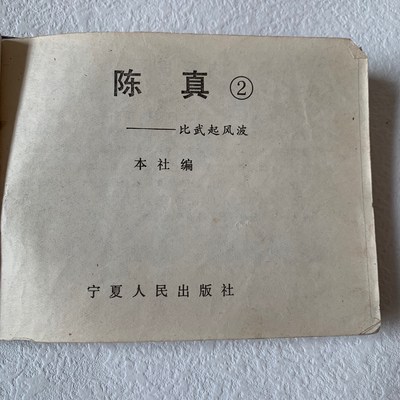 陈真②
——比武起风波
本社编
宁夏人民出版社